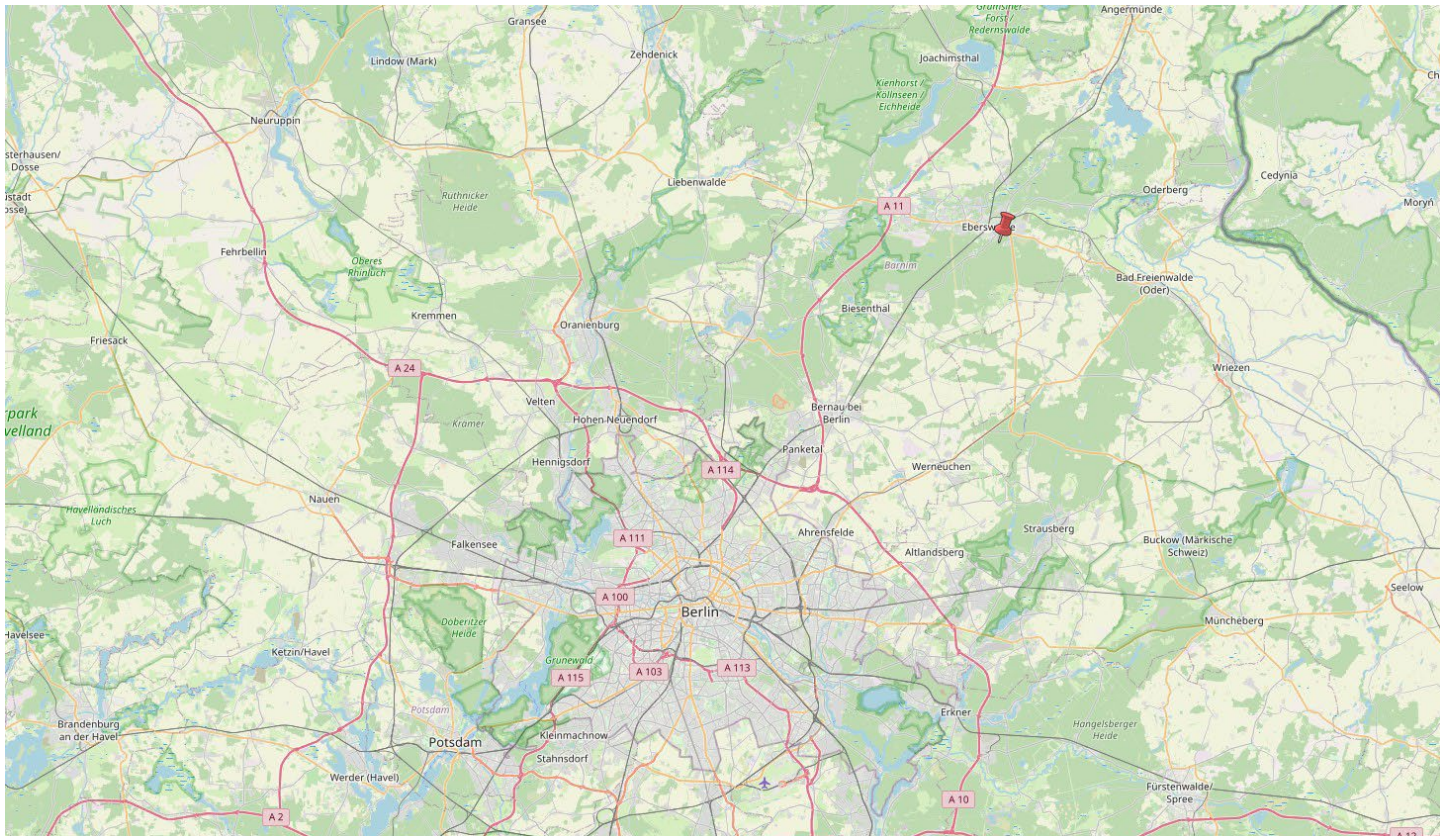 Gransee
Angermünde
Grumsiner
Forst /
Redernswalde
Lindow (Mark)
Zehdenick
Joachimsthal
Kienhorst /
Köllnseen /
Eichheide
Neuruppin
Dosse
Cedynia
Liebenwalde
Oderberg
Ruthnicker
Heide
Moryń
A 11
Fehrbellin
Oberes
Rhinluch
Barnim
Bad Freienwalde
(Oder)
Biesenthal
Kremmen
Oranienburg
Friesack
A 24
Wriezen
Velten
Hohen Neuendorf
Bernau bei
Berlin
Krämer
Panketal
Hennigsdorf
A 114
Werneuchen
Nauen
Havelländisches
Luch
Strausberg
Ahrensfelde
A 111
Falkensee
Altlandsberg
Buckow (Märkische
Schweiz)
A 100
Seelow
Berlin
Döberitzer
Heide
Müncheberg
Havelsee
Ketzin/Havel
Grunewald
A 103
A 113
A 115
Potsdam
Erkner
Brandenburg
an der Havel
Hangelsberger
Heide
Kleinmachnow
Potsdam
Stahnsdorf
Werder (Havel)
Fürstenwalde/
Spree
A 10
A 2
A 12